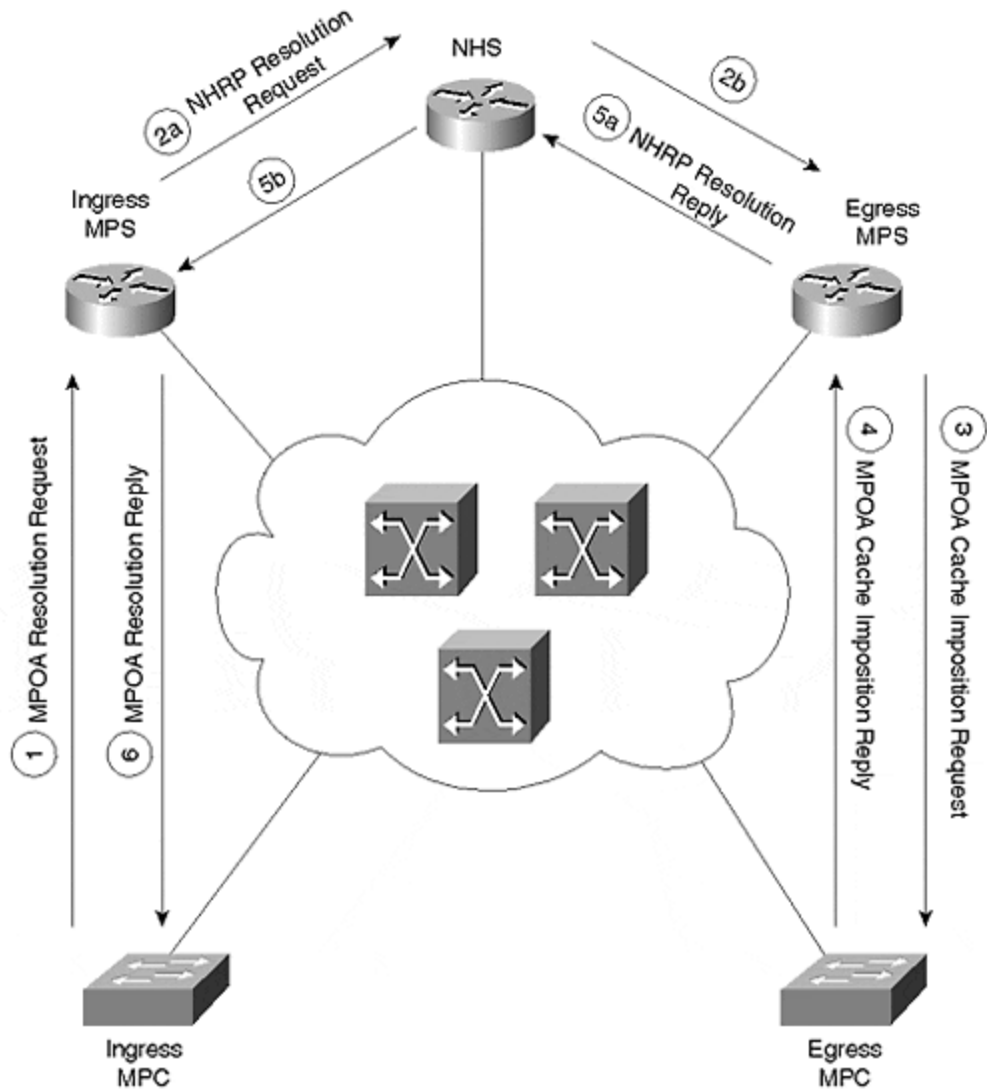 NHS
2a NHRP Resolution
Request
2b
5a NHRP Resolution
Reply
5b
Ingress
MPS
Egress
MPS
1 MPOA Resolution Request
6 MPOA Resolution Reply
4 MPOA Cache Imposition Reply
3 MPOA Cache Imposition Request
Ingress
MPC
Egress
MPC